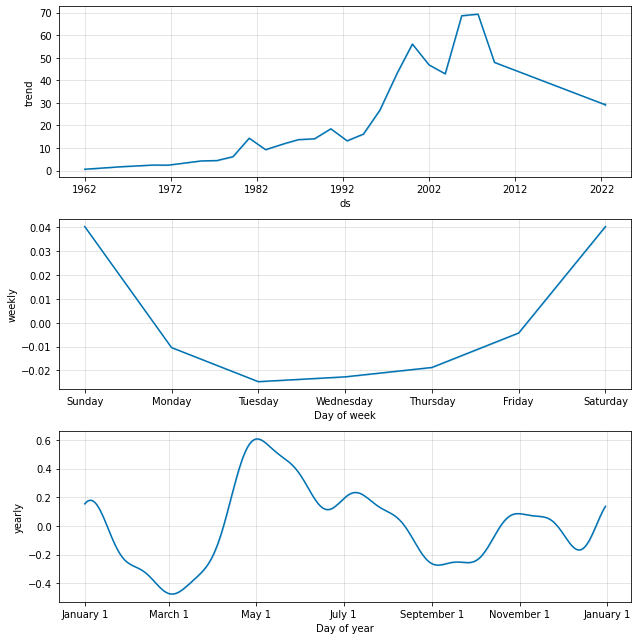 70
60
50
40
30
20
10
0
trend
1962 1972 1982 1992 2002 2012 2022
ds
0.04
0.03
0.02
0.01
0.00
−0.01
−0.02
weekly
Sunday Monday Tuesday Wednesday Thursday Friday Saturday
Day of week
0.6
0.4
0.2
0.0
−0.2
−0.4
yearly
January 1 March 1 May 1 July 1 September 1 November 1 January 1
Day of year